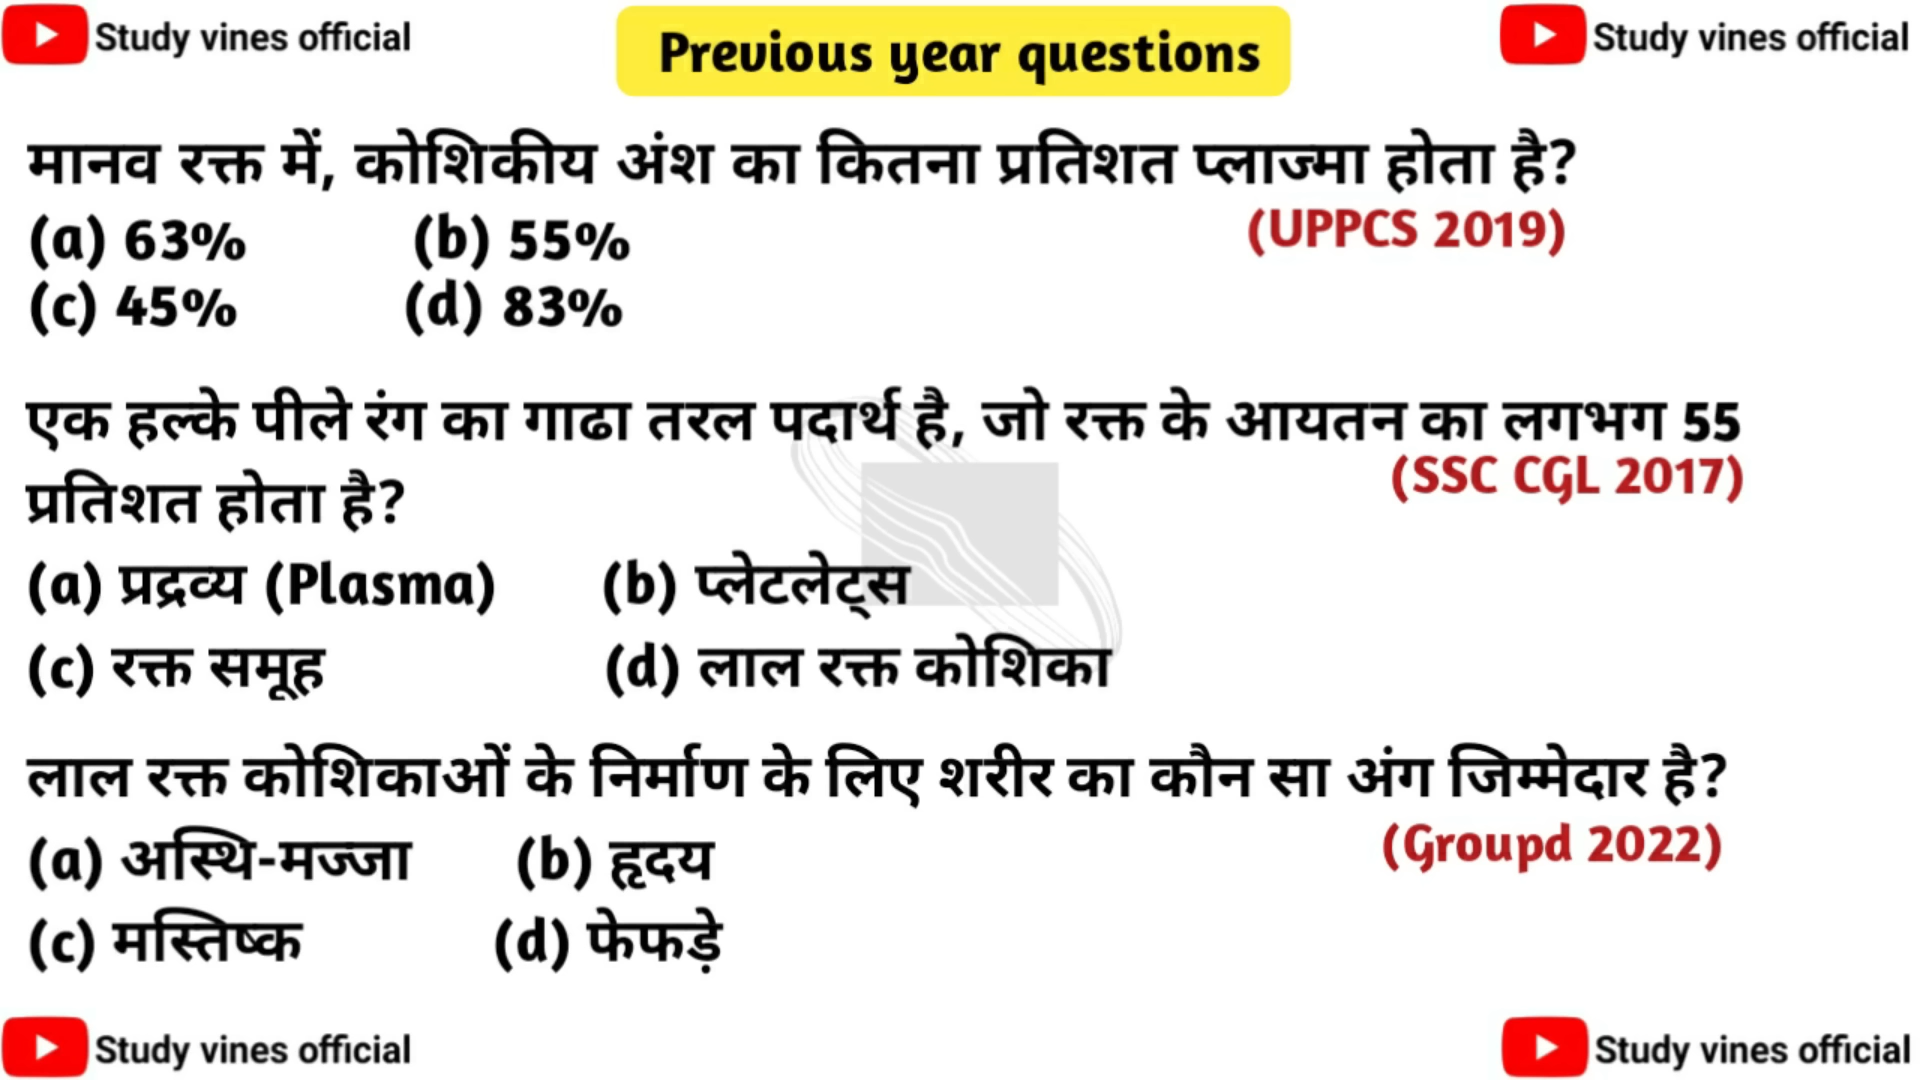 Study vines official
Previous year questions
Study vines official
मानव रक्त में, कोशिकीय अंश का कितना प्रतिशत प्लाज्मा होता है?
(a) 63% (b) 55% (UPPCS 2019)
(c) 45% (d) 83%
एक हल्के पीले रंग का गाढा तरल पदार्थ है, जो रक्त के आयतन का लगभग 55
प्रतिशत होता है? (SSC CGL 2017)
(a) प्रद्रव्य (Plasma) (b) प्लेटलेट्स
(c) रक्त समूह (d) लाल रक्त कोशिका
लाल रक्त कोशिकाओं के निर्माण के लिए शरीर का कौन सा अंग जिम्मेदार है?
(a) अस्थि-मज्जा (b) हृदय (Groupd 2022)
(c) मस्तिष्क (d) फेफड़े
Study vines official
Study vines official